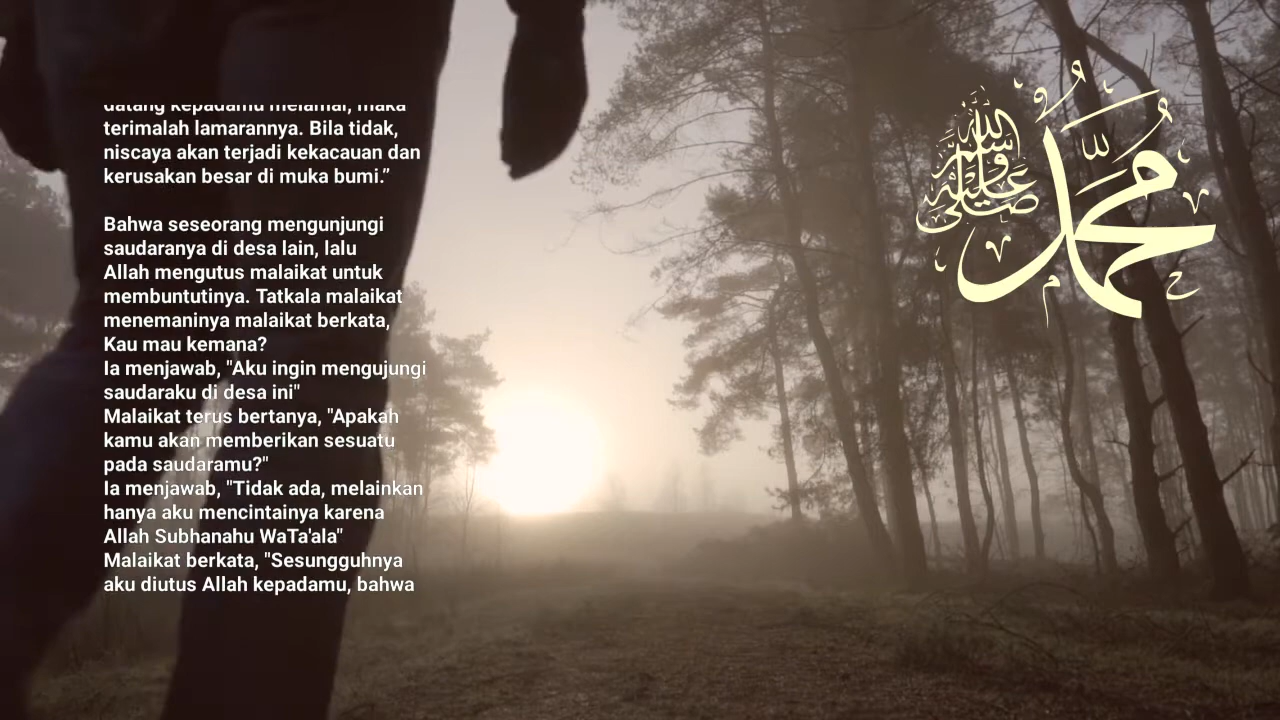 datang kepadamu melamar, maka
terimalah lamarannya. Bila tidak,
niscaya akan terjadi kekacauan dan
kerusakan besar di muka bumi.”
Bahwa seseorang mengunjungi
saudaranya di desa lain, lalu
Allah mengutus malaikat untuk
membuntutinya. Tatkala malaikat
menemaninya malaikat berkata,
Kau mau kemana?
Ia menjawab, "Aku ingin mengujungi
saudaraku di desa ini"
Malaikat terus bertanya, "Apakah
kamu akan memberikan sesuatu
pada saudaramu?"
Ia menjawab, "Tidak ada, melainkan
hanya aku mencintainya karena
Allah Subhanahu WaTa'ala"
Malaikat berkata, "Sesungguhnya
aku diutus Allah kepadamu, bahwa
محمد
صلى الله عليه وسلم